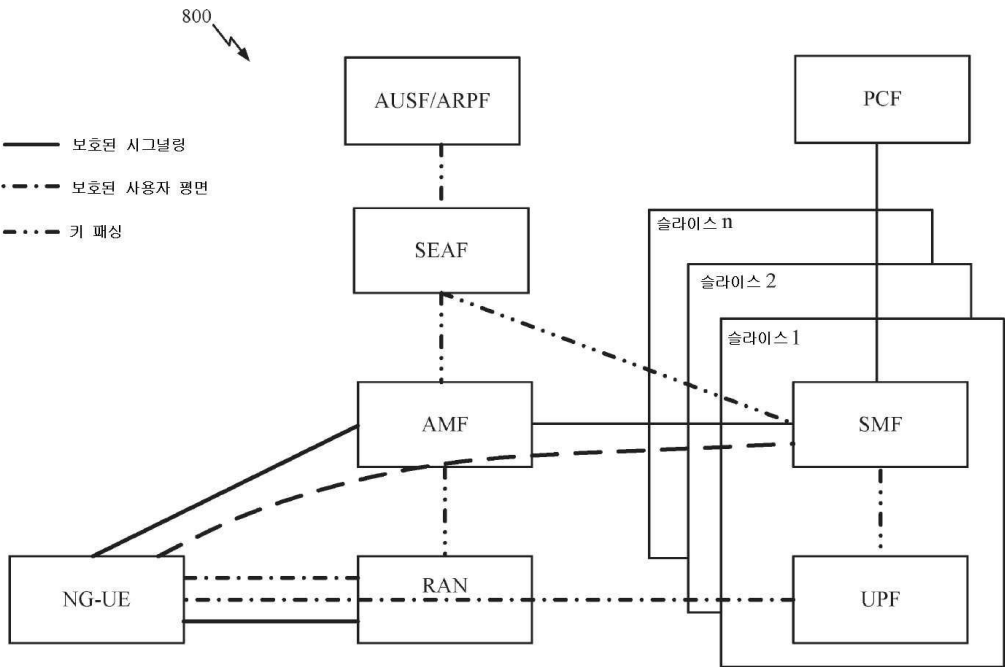 800
AUSF/ARPF
PCF
보호된 시그널링
보호된 사용자 평면
키 패싱
SEAF
슬라이스 n
슬라이스 2
슬라이스 1
AMF
SMF
NG-UE
RAN
UPF